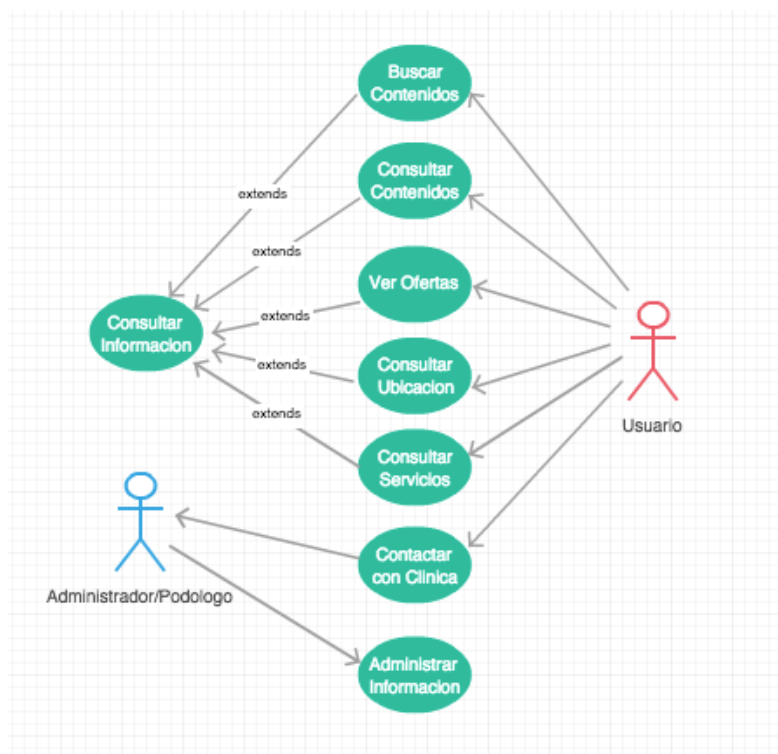 Buscar
Contenidos
Consultar
Contenidos
extends
extends
Ver Ofertas
extends
Consultar
Informacion
extends
Consultar
Ubicacion
extends
Usuario
Consultar
Servicios
Contactar
con Clinica
Administrador/Podologo
Administrar
Informacion